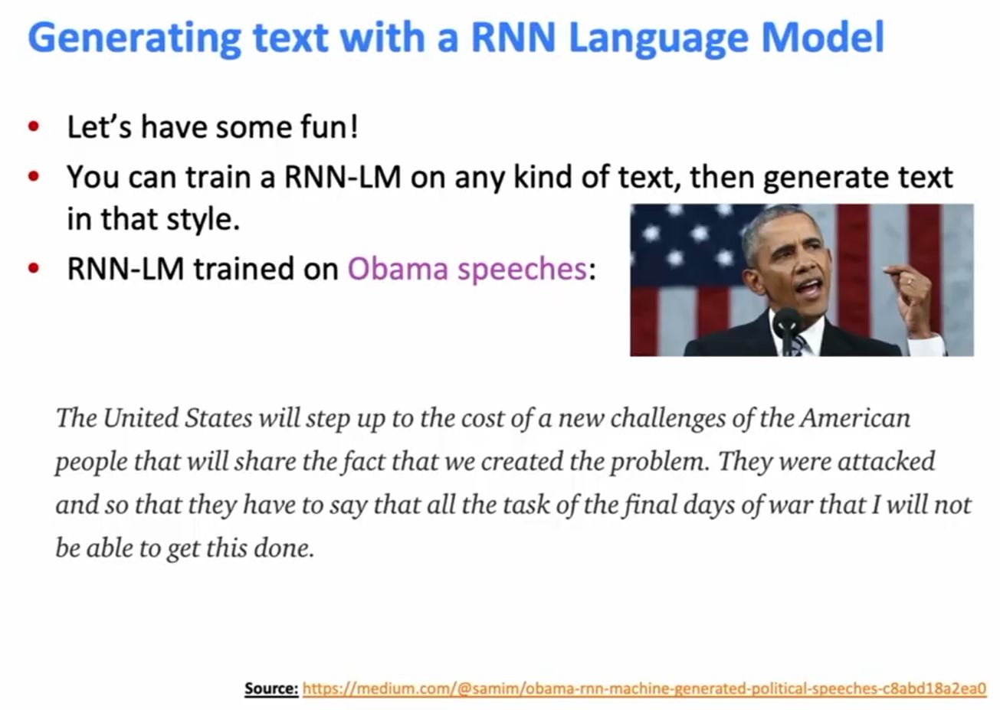 Generating text with a RNN Language Model
• Let's have some fun!
• You can train a RNN-LM on any kind of text, then generate text
in that style.
• RNN-LM trained on Obama speeches:
The United States will step up to the cost of a new challenges of the American
people that will share the fact that we created the problem. They were attacked
and so that they have to say that all the task of the final days of war that I will not
be able to get this done.
Source: https://medium.com/@samim/obama-rnn-machine-generated-political-speeches-c8abd18a2ea0